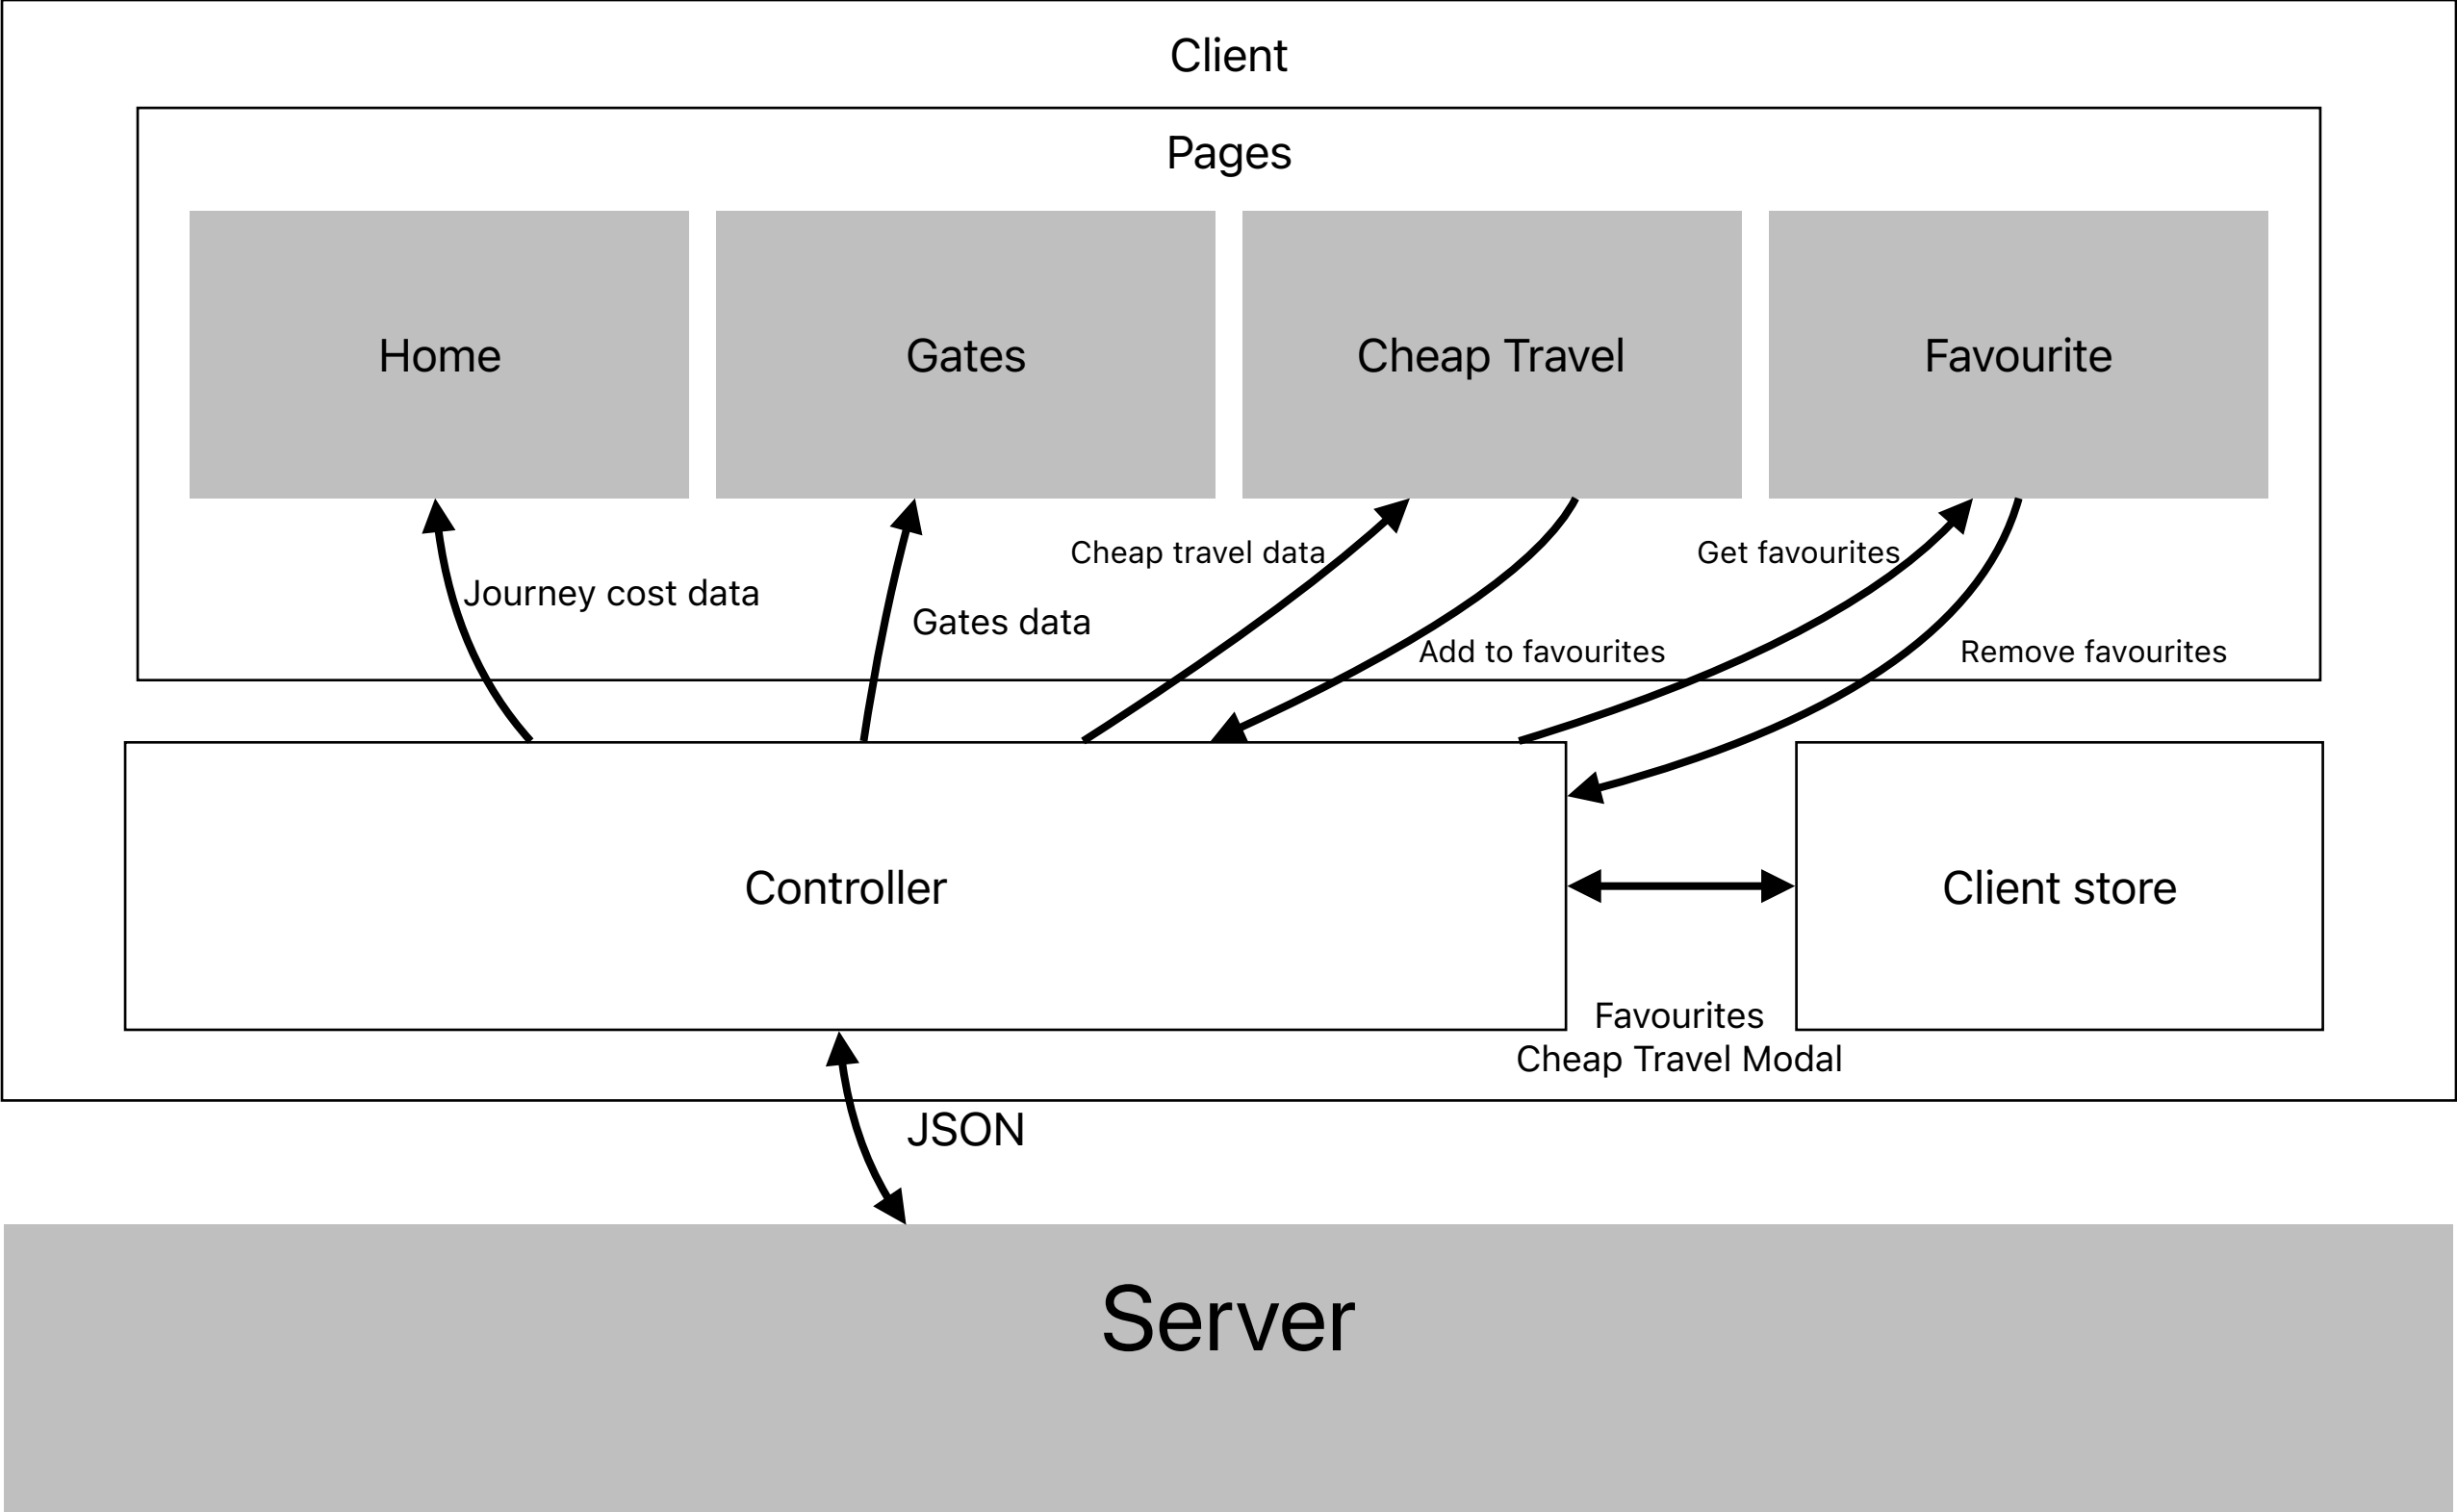 Client
Pages
Home
Gates
Cheap Travel
Favourite
Journey cost data
Gates data
Cheap travel data
Add to favourites
Get favourites
Remove favourites
Controller
Client store
Favourites
Cheap Travel Modal
JSON
Server